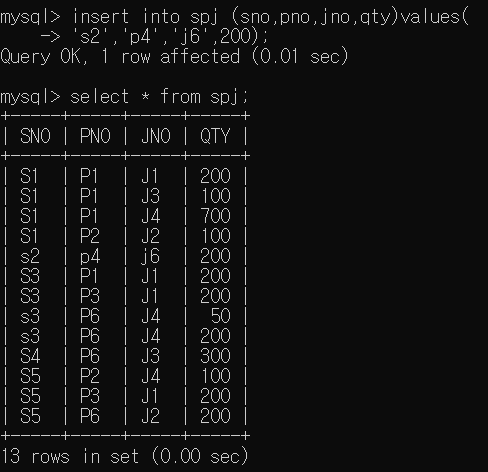 mysql> insert into spj (sno,pno,jno,qty)values(
    -> 's2','p4','j6',200);
Query OK, 1 row affected (0.01 sec)

mysql> select * from spj;
+-----+-----+-----+-----+
| SNO | PNO | JNO | QTY |
+-----+-----+-----+-----+
| S1  | P1  | J1  | 200 |
| S1  | P1  | J3  | 100 |
| S1  | P1  | J4  | 700 |
| S1  | P2  | J2  | 100 |
| s2  | p4  | j6  | 200 |
| S3  | P1  | J1  | 200 |
| S3  | P3  | J1  | 200 |
| s3  | P6  | J4  |  50 |
| s3  | P6  | J4  | 200 |
| S4  | P6  | J3  | 300 |
| S5  | P2  | J4  | 100 |
| S5  | P3  | J1  | 200 |
| S5  | P6  | J2  | 200 |
+-----+-----+-----+-----+
13 rows in set (0.00 sec)